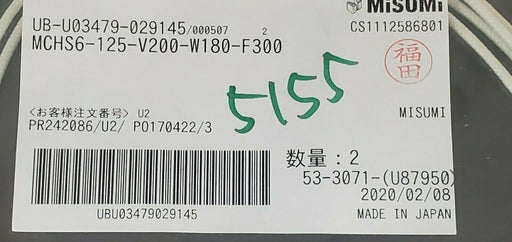 MiSUMi
UB-U03479-029145/000507 2
CS1112586801
MCHS6-125-V200-W180-F300
福田
5155
<お客様注文番号> U2
MISUMI
PR242086/U2/ PO170422/3
数量:2
53-3071-(U87950)
2020/02/08
UBU03479029145
MADE IN JAPAN